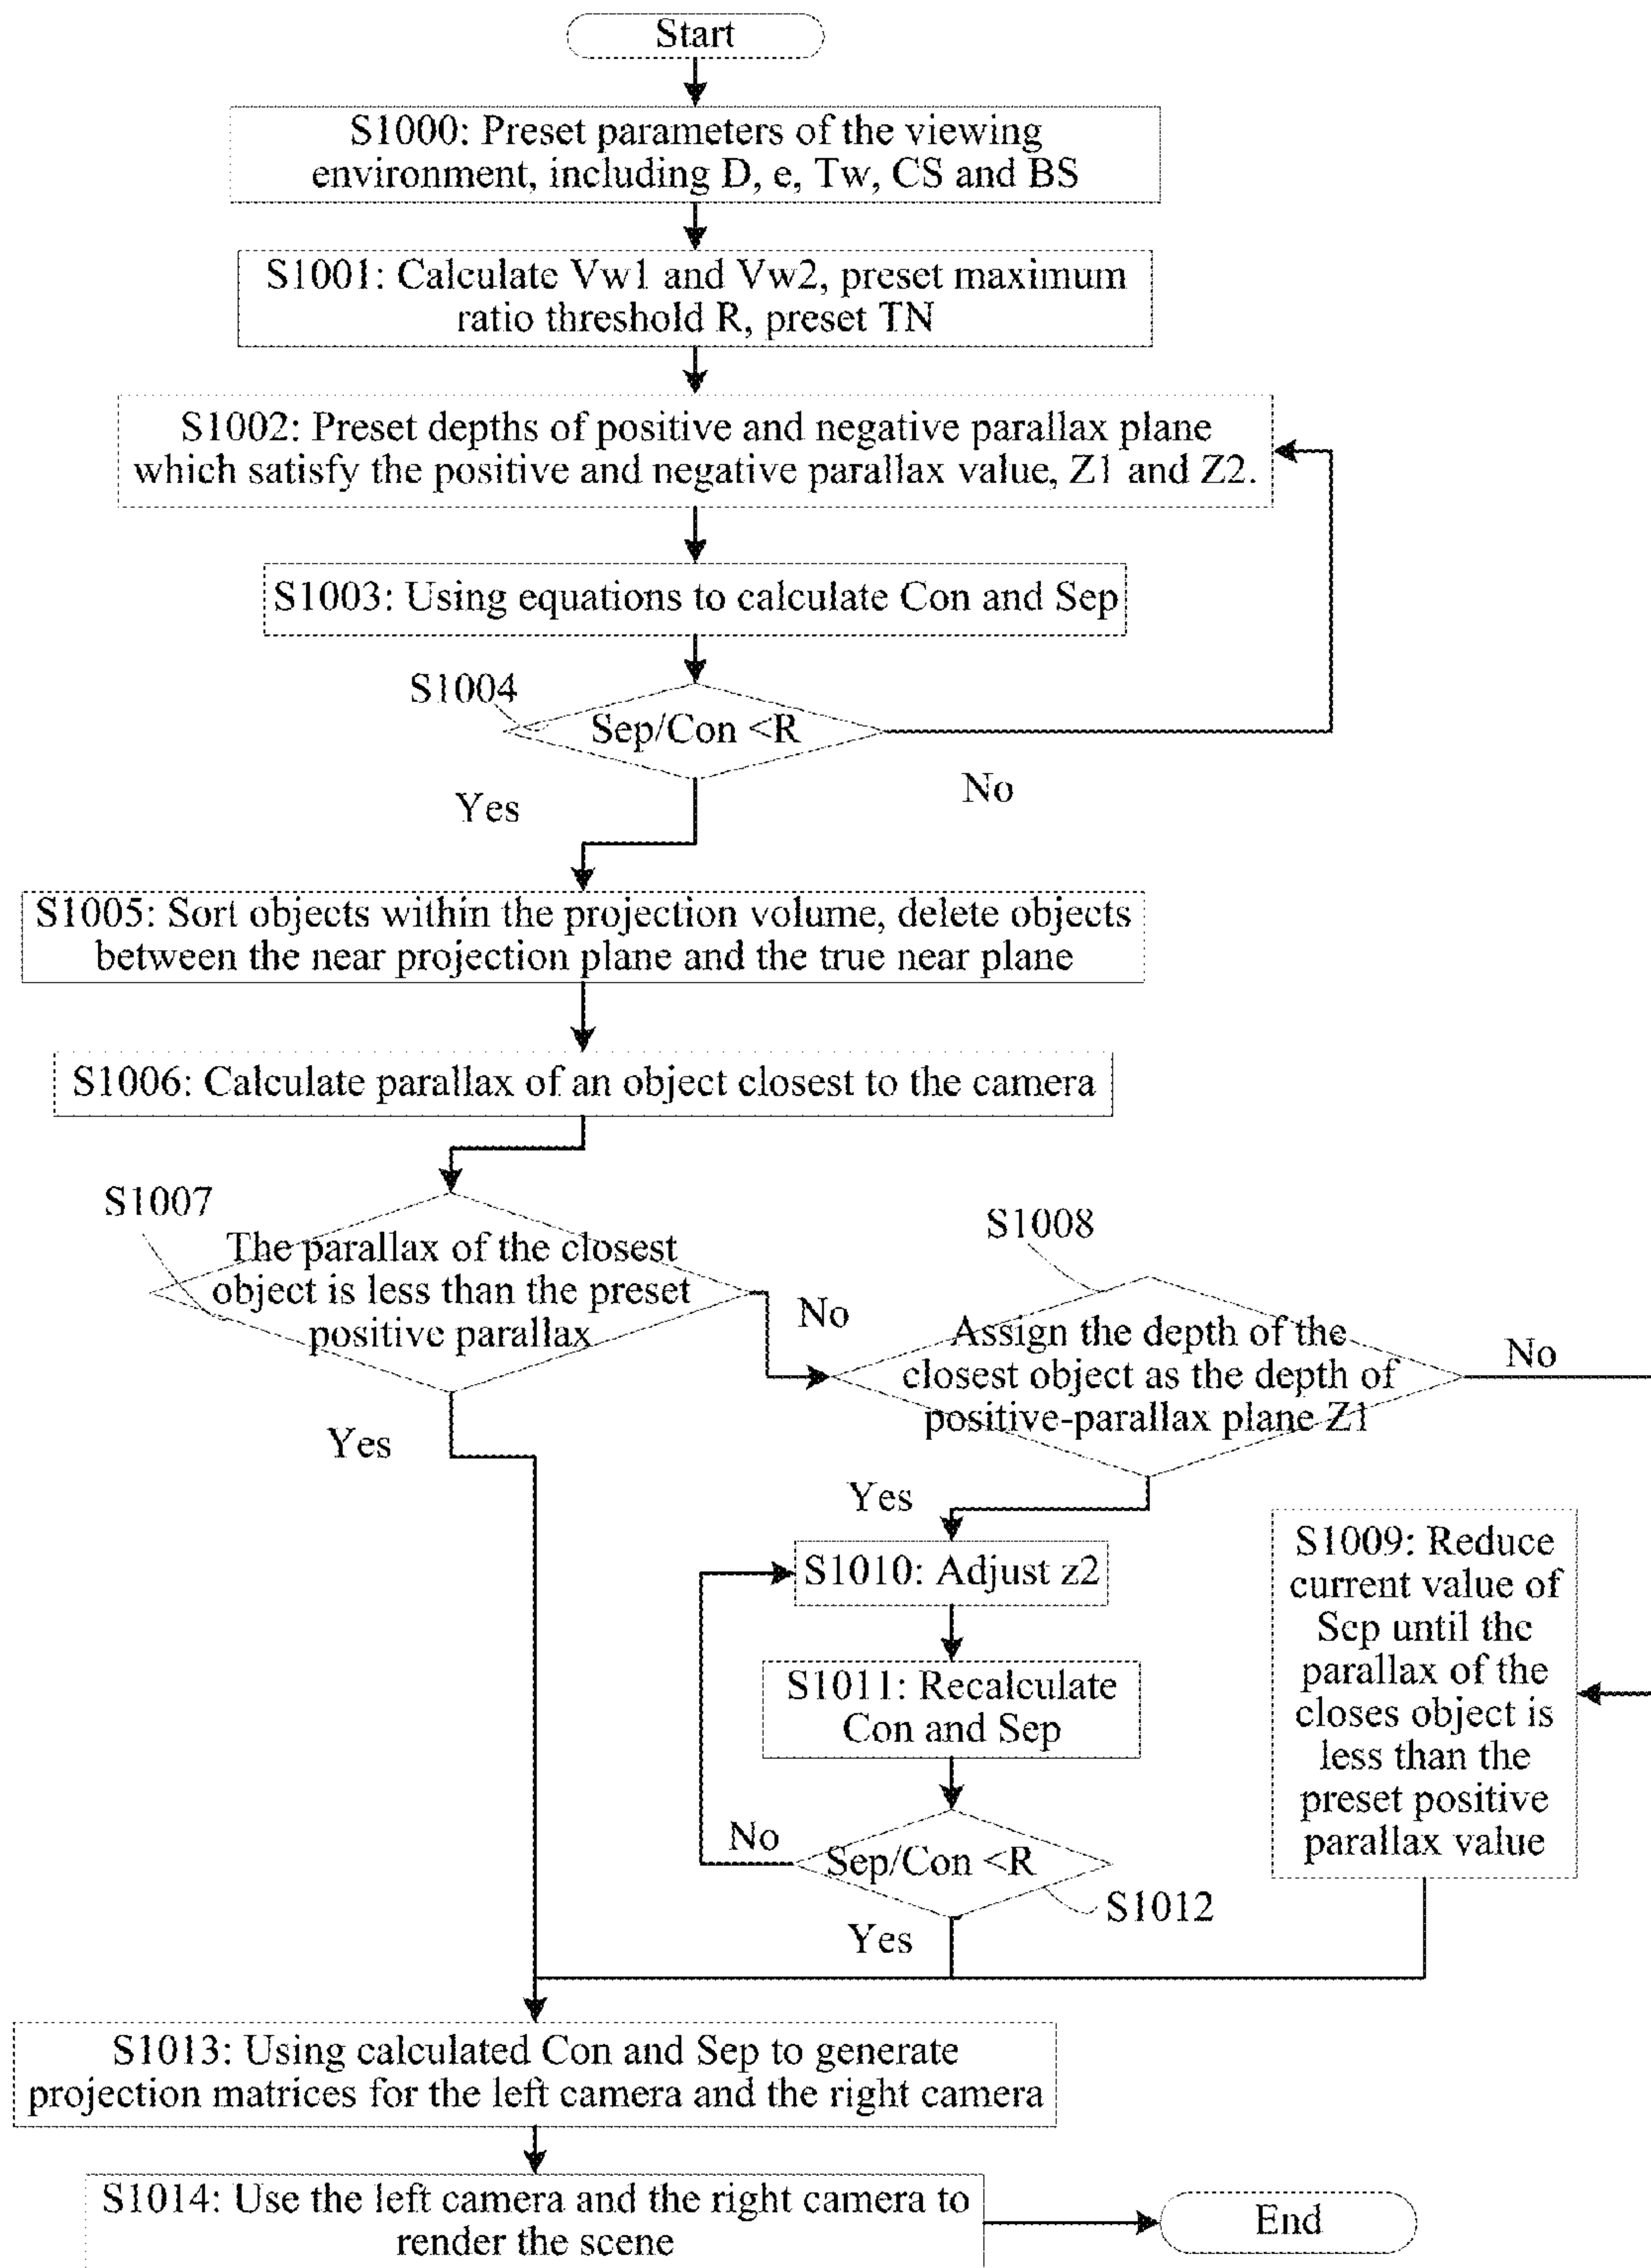 Start
S1000: Preset parameters of the viewing
environment, including D, e, Tw, CS and BS
S1001: Calculate Vw1 and Vw2, preset maximum
ratio threshold R, preset TN
S1002: Preset depths of positive and negative parallax plane
which satisfy the positive and negative parallax value, Z1 and Z2.
S1003: Using equations to calculate Con and Sep
S1004
Sep/Con <R
Yes
No
S1005: Sort objects within the projection volume, delete objects
between the near projection plane and the true near plane
S1006: Calculate parallax of an object closest to the camera
S1007
The parallax of the closest
object is less than the preset
positive parallax
No
Yes
S1008
Assign the depth of the
closest object as the depth of
positive-parallax plane Z1
No
Yes
S1010: Adjust z2
S1011: Recalculate
Con and Sep
No
Sep/Con <R
S1012
Yes
S1009: Reduce
current value of
Sep until the
parallax of the
closes object is
less than the
preset positive
parallax value
S1013: Using calculated Con and Sep to generate
projection matrices for the left camera and the right camera
S1014: Use the left camera and the right camera to
render the scene
End